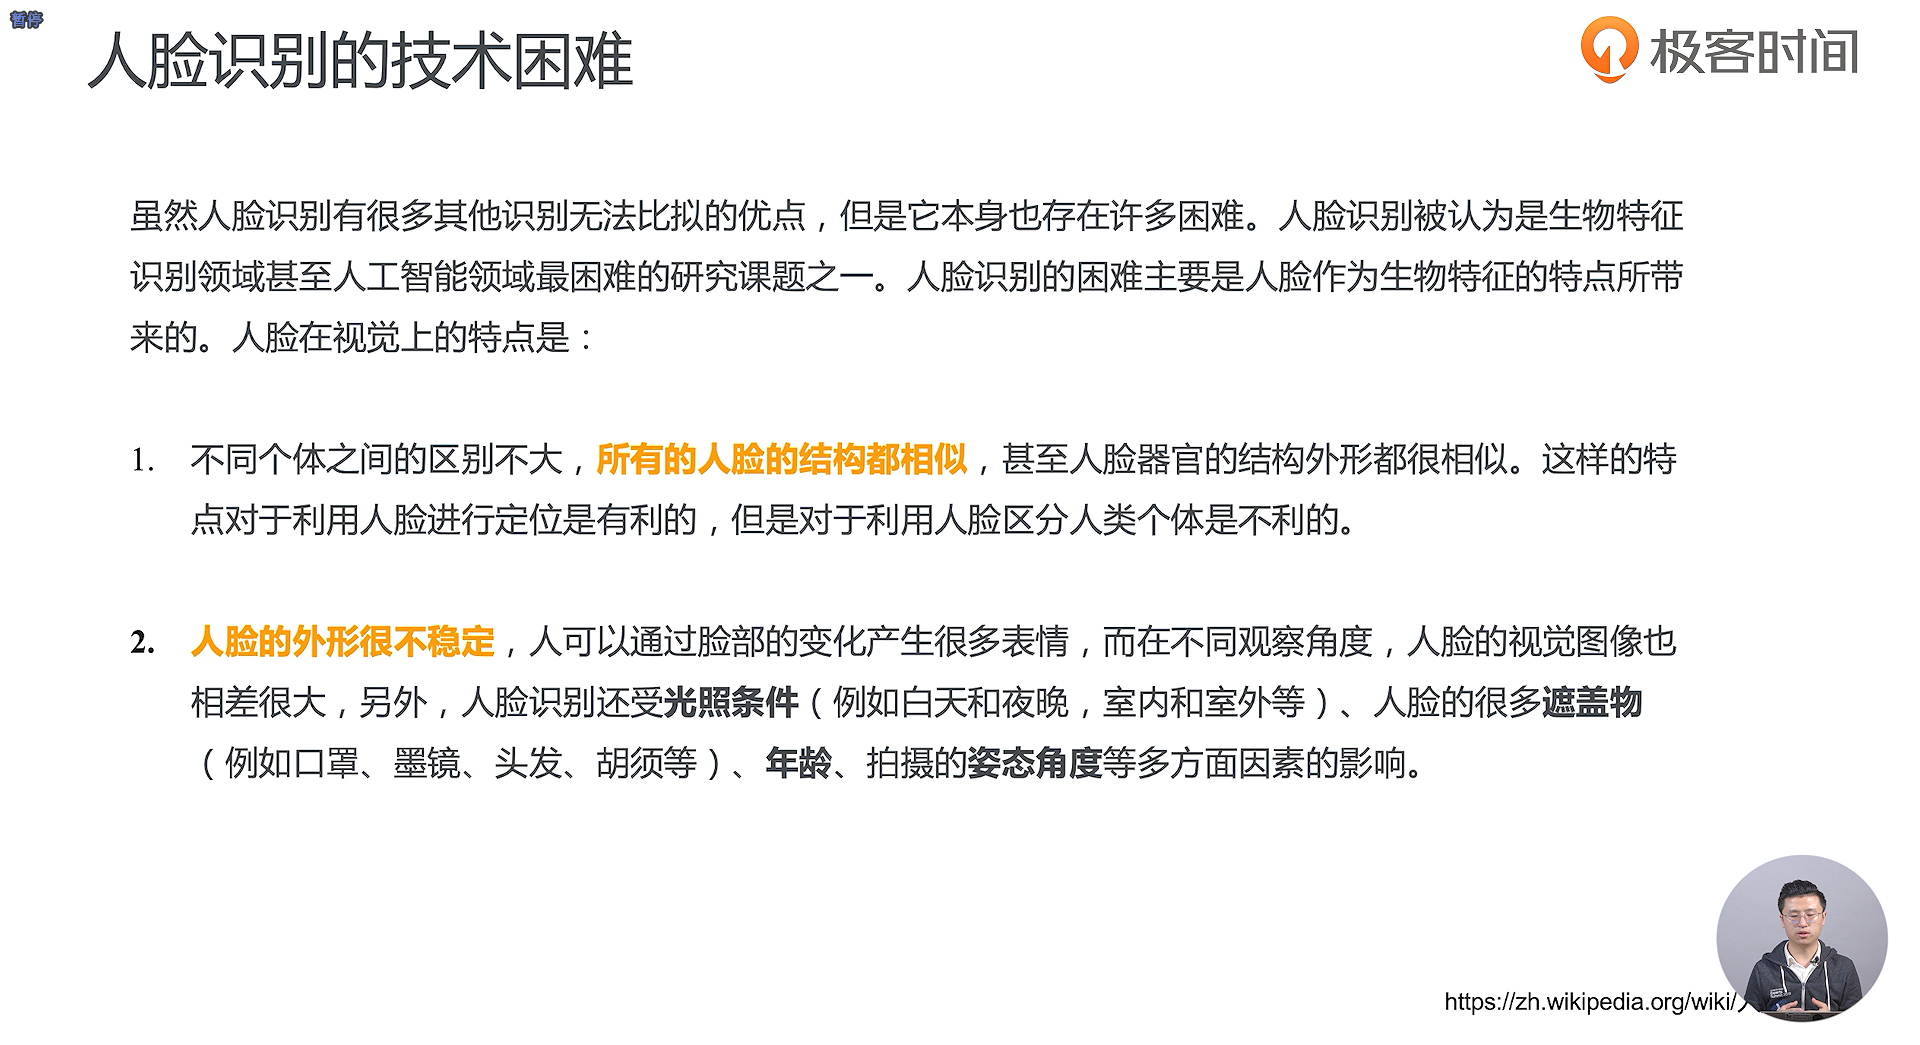 暂停
人脸识别的技术困难
极客时间
虽然人脸识别有很多其他识别无法比拟的优点，但是它本身也存在许多困难。人脸识别被认为是生物特征
识别领域甚至人工智能领域最困难的研究课题之一。人脸识别的困难主要是人脸作为生物特征的特点所带
来的。人脸在视觉上的特点是：
1. 不同个体之间的区别不大，所有的人脸的结构都相似，甚至人脸器官的结构外形都很相似。这样的特
点对于利用人脸进行定位是有利的，但是对于利用人脸区分人类个体是不利的。
2. 人脸的外形很不稳定，人可以通过脸部的变化产生很多表情，而在不同观察角度，人脸的视觉图像也
相差很大，另外，人脸识别还受光照条件（例如白天和夜晚，室内和室外等）、人脸的很多遮盖物
（例如口罩、墨镜、头发、胡须等）、年龄、拍摄的姿态角度等多方面因素的影响。
https://zh.wikipedia.org/wiki/人